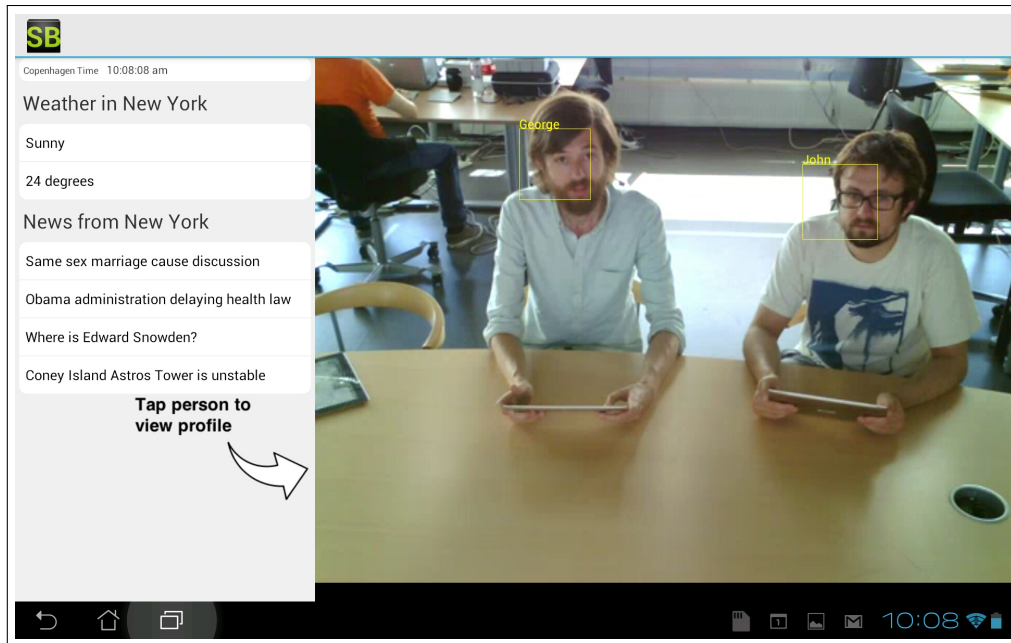 SB
Copenhagen Time 10:08:08 am
Weather in New York
Sunny
24 degrees
News from New York
Same sex marriage cause discussion
Obama administration delaying health law
Where is Edward Snowden?
Coney Island Astros Tower is unstable
Tap person to
view profile
George
John
1
10:08